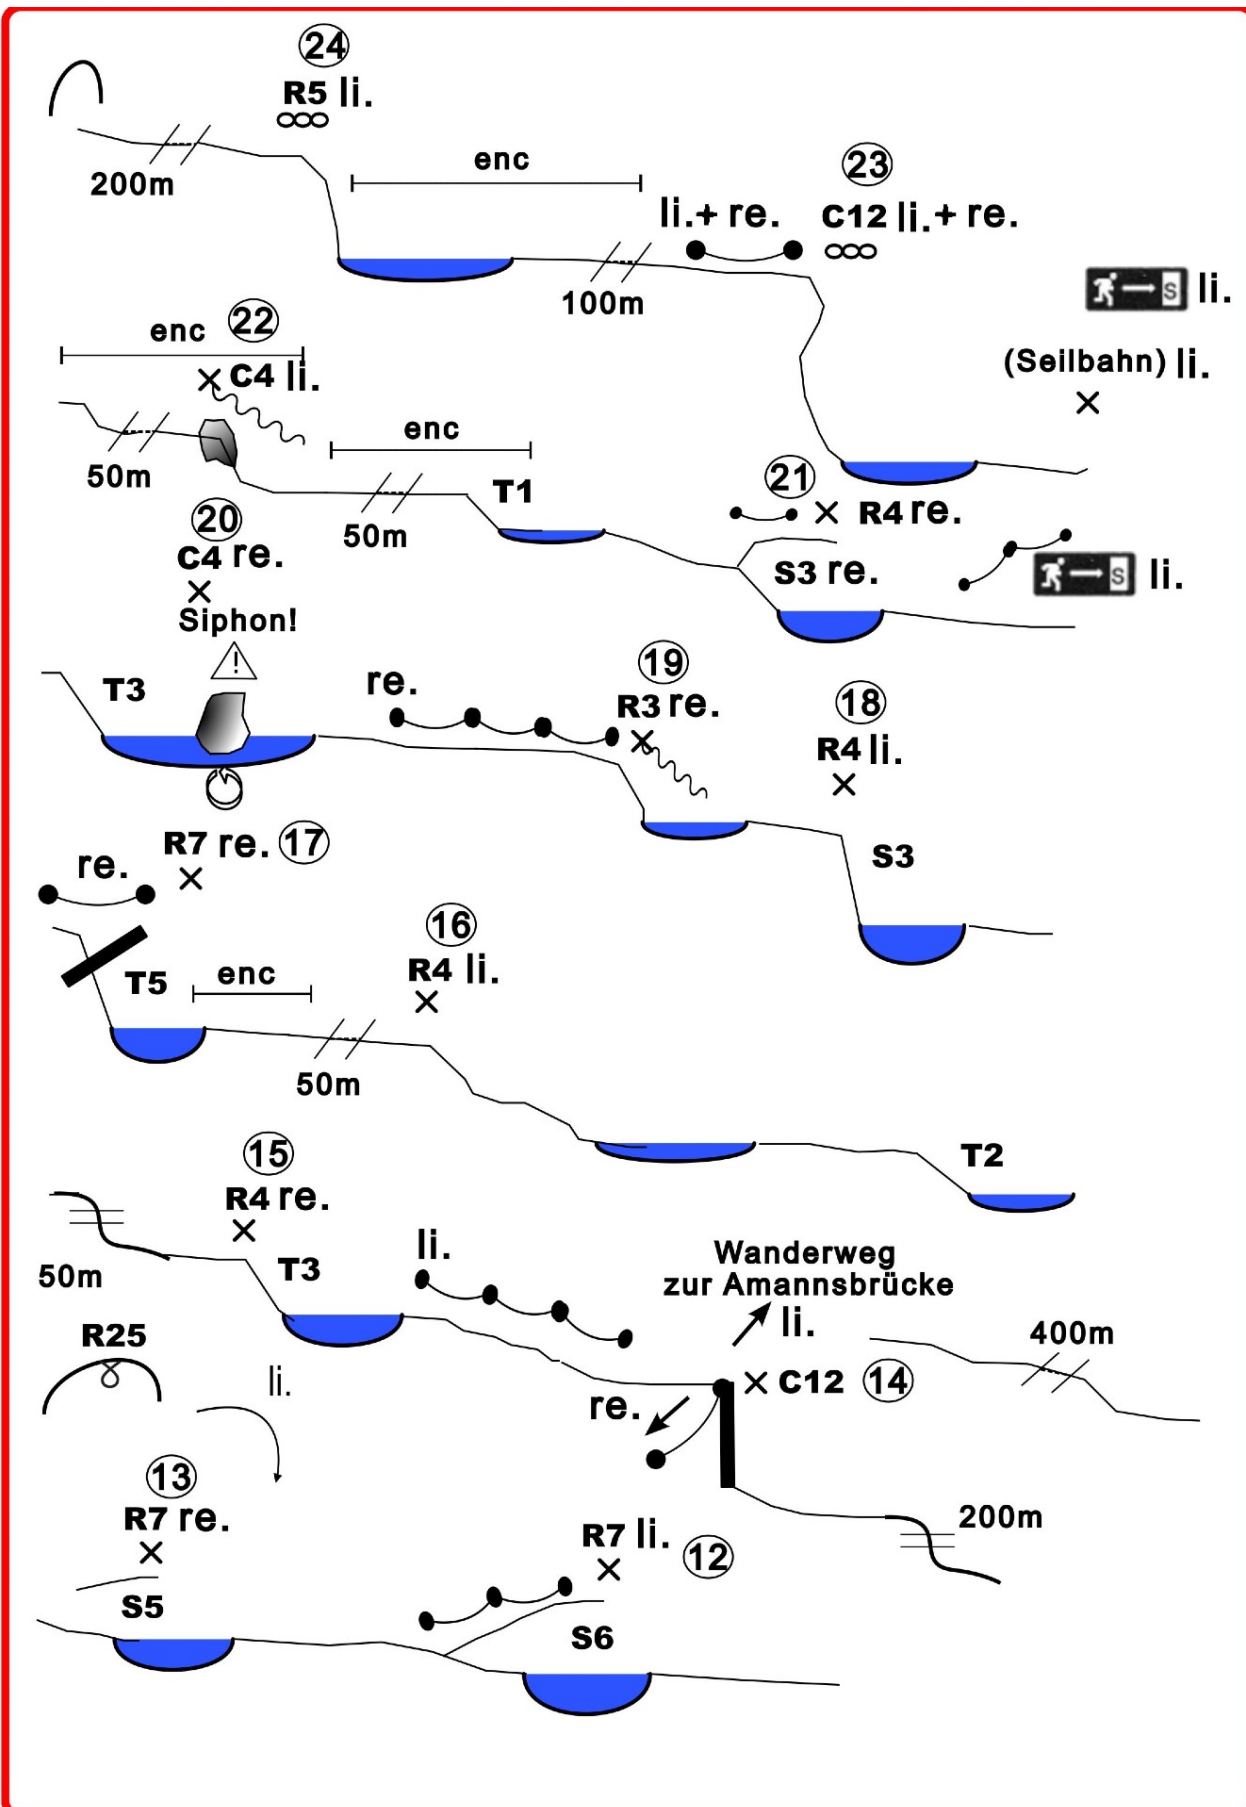 24
R5 li.
200m
enc
23
li.+ re.
C12 li.+ re.
100m
S li.
22
enc
C4 li.
(Seilbahn) li.
enc
50m
T1
50m
21
R4 re.
20
C4 re.
S3 re.
S li.
Siphon!
!
T3
re.
19
R3 re.
18
R4 li.
R7 re. 17
re.
S3
16
R4 li.
T5
enc
50m
15
R4 re.
T2
50m
T3
li.
Wanderweg
zur Amannsbrücke
li.
R25
400m
li.
C12 14
re.
13
R7 re.
200m
R7 li.
12
S5
S6